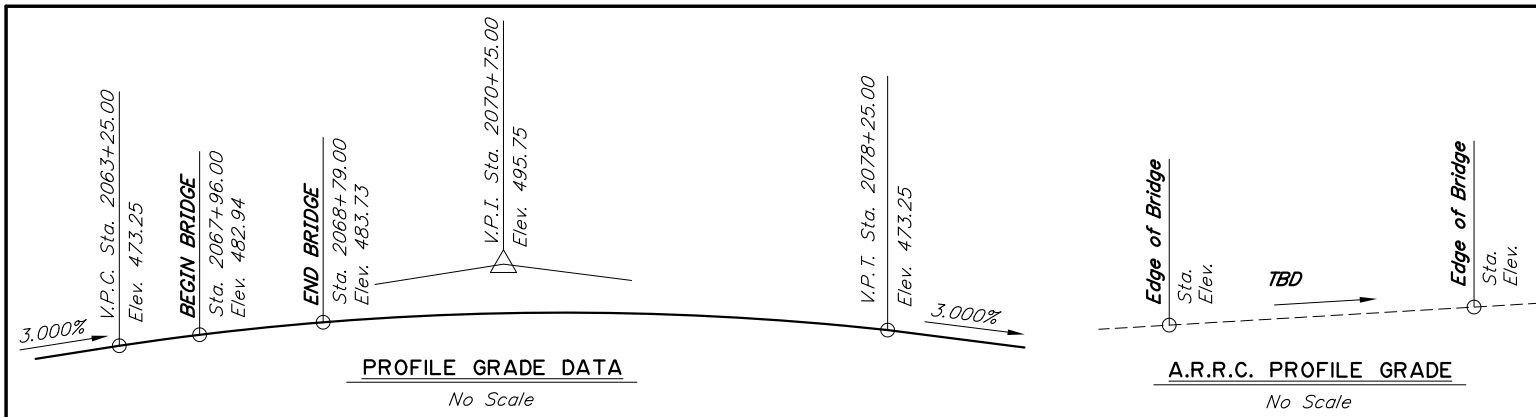 V.P.C. Sta. 2063+25.00
Elev. 473.25
BEGIN BRIDGE
Sta. 2067+96.00
Elev. 482.94
END BRIDGE
Sta. 2068+79.00
Elev. 483.73
V.P.I. Sta. 2070+75.00
Elev. 495.75
V.P.T. Sta. 2078+25.00
Elev. 473.25
3.000%
3.000%
PROFILE GRADE DATA
No Scale
Edge of Bridge
Sta.
Elev.
TBD
Edge of Bridge
Sta.
Elev.
A.R.R.C. PROFILE GRADE
No Scale